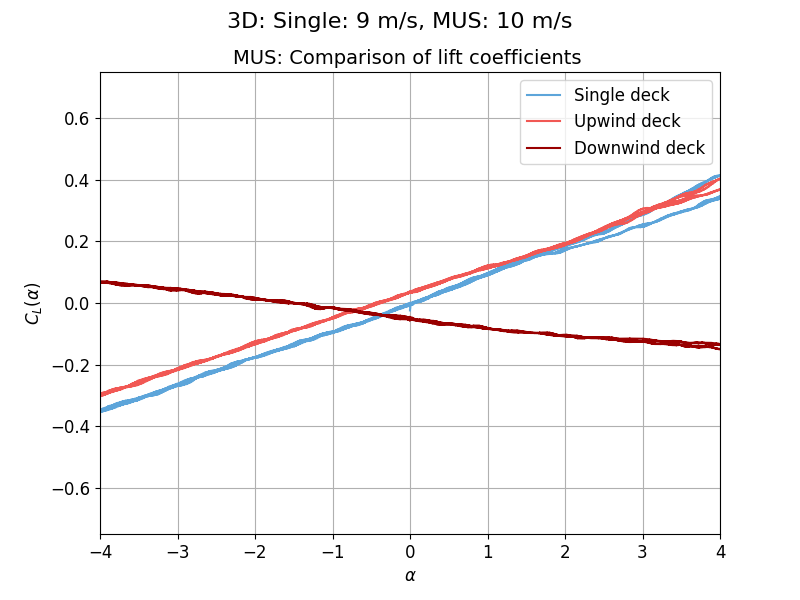 3D: Single: 9 m/s, MUS: 10 m/s
MUS: Comparison of lift coefficients
Single deck
Upwind deck
Downwind deck
0.6
0.4
0.2
0.0
−0.2
−0.4
−0.6
C_L(α)
−4 −3 −2 −1 0 1 2 3 4
α